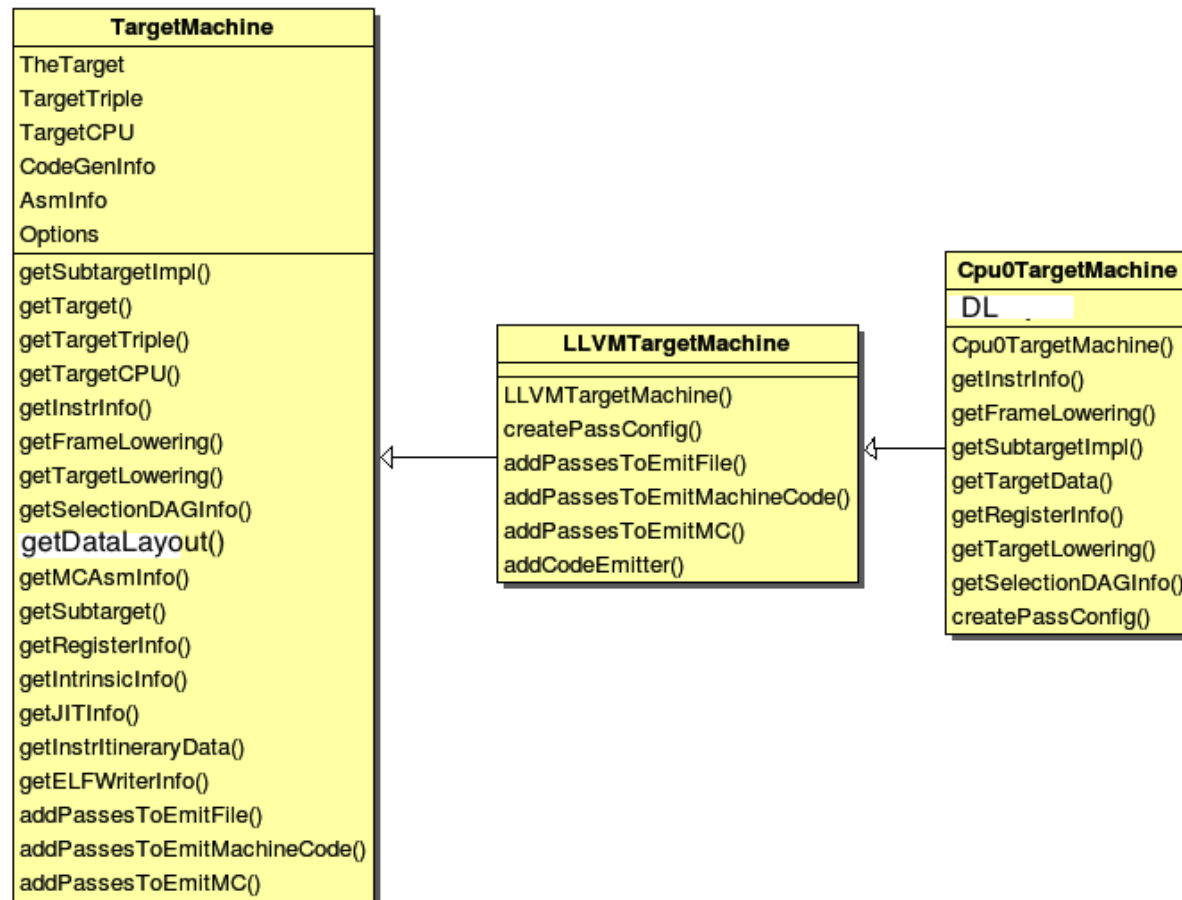 TargetMachine
TheTarget
TargetTriple
TargetCPU
CodeGenInfo
AsmInfo
Options
getSubtargetImpl()
getTarget()
getTargetTriple()
getTargetCPU()
getInstrInfo()
getFrameLowering()
getTargetLowering()
getSelectionDAGInfo()
getDataLayout()
getMCAsmInfo()
getSubtarget()
getRegisterInfo()
getIntrinsicInfo()
getJITInfo()
getInstrItineraryData()
getELFWriterInfo()
addPassesToEmitFile()
addPassesToEmitMachineCode()
addPassesToEmitMC()
LLVMTargetMachine
LLVMTargetMachine()
createPassConfig()
addPassesToEmitFile()
addPassesToEmitMachineCode()
addPassesToEmitMC()
addCodeEmitter()
Cpu0TargetMachine
DL
Cpu0TargetMachine()
getInstrInfo()
getFrameLowering()
getSubtargetImpl()
getTargetData()
getRegisterInfo()
getTargetLowering()
getSelectionDAGInfo()
createPassConfig()